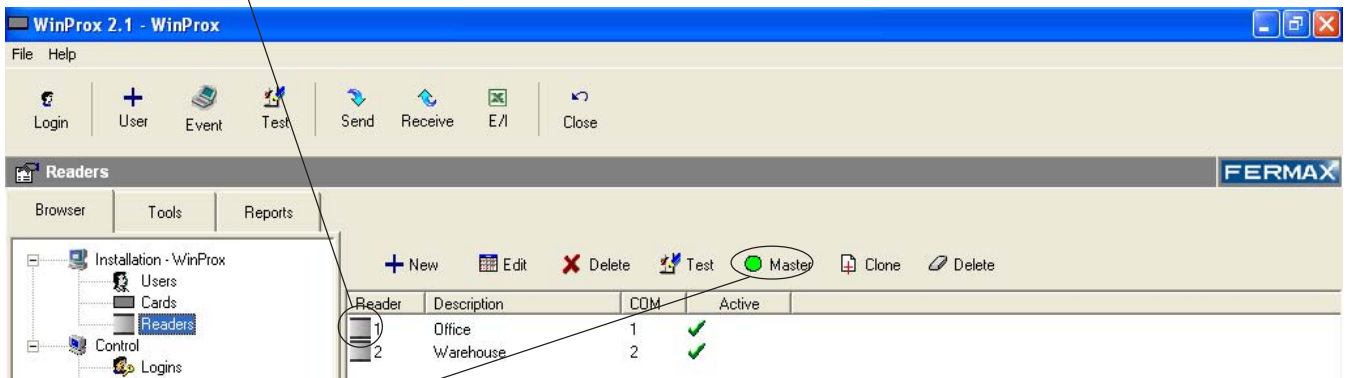 WinProx 2.1 - WinProx
File Help
Login User Event Test Send Receive E/I Close
Readers FERMAX
Browser Tools Reports
Installation - WinProx
Users
Cards
Readers
Control
Logins
New Edit Delete Test Master Clone Delete
Reader Description COM Active
1 Office 1
2 Warehouse 2